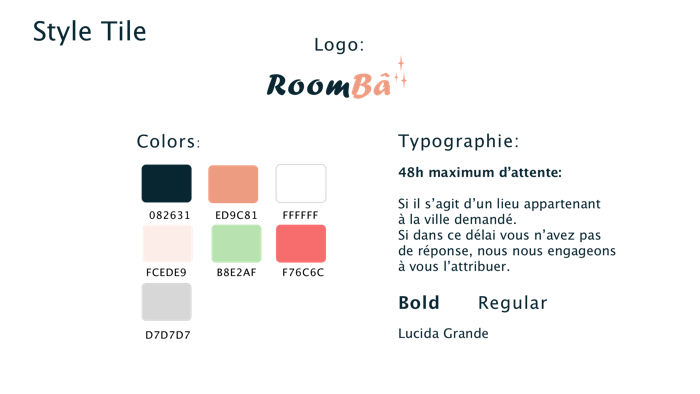 Style Tile
Logo:
RoomBâ
Colors:
082631 ED9C81 FFFFFF
FCEDE9 B8E2AF F76C6C
D7D7D7
Typographie:
48h maximum d’attente:
Si il s’agit d’un lieu appartenant
à la ville demandé.
Si dans ce délai vous n’avez pas
de réponse, nous nous engageons
à vous l’attribuer.
Bold Regular
Lucida Grande